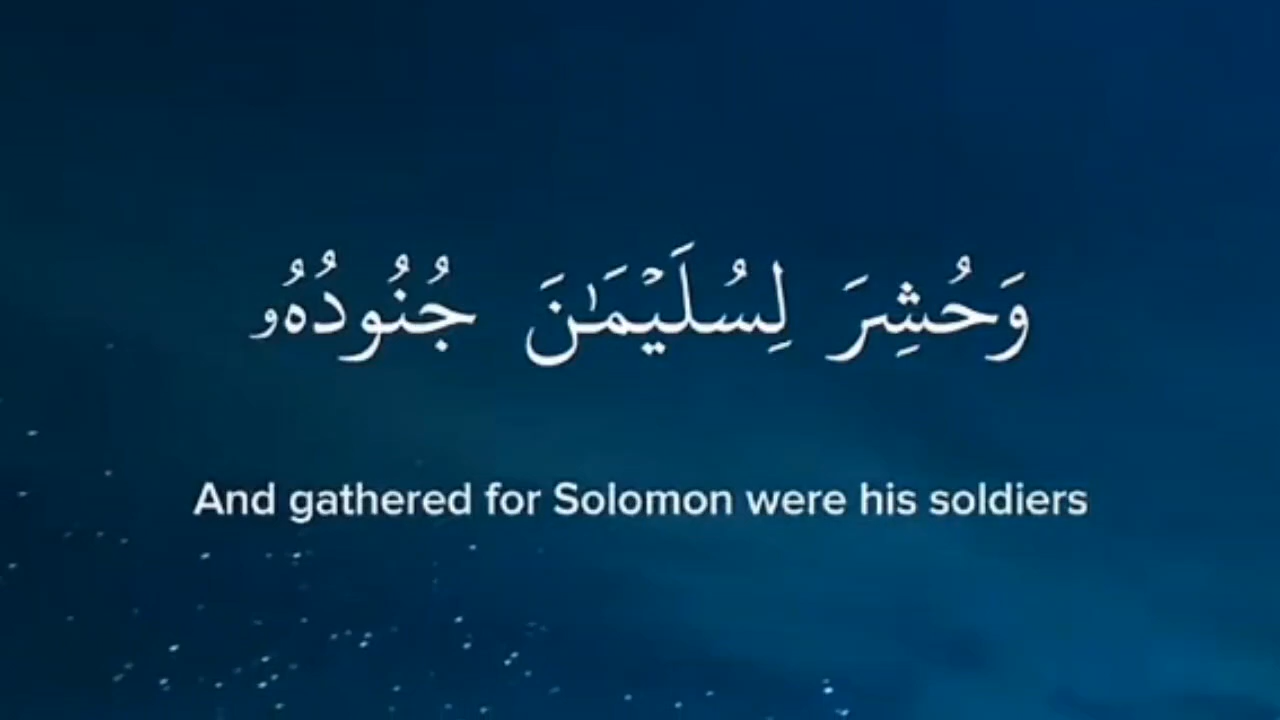 وَحُشِرَ لِسُلَيۡمَٰنَ جُنُودُهُۥ
And gathered for Solomon were his soldiers